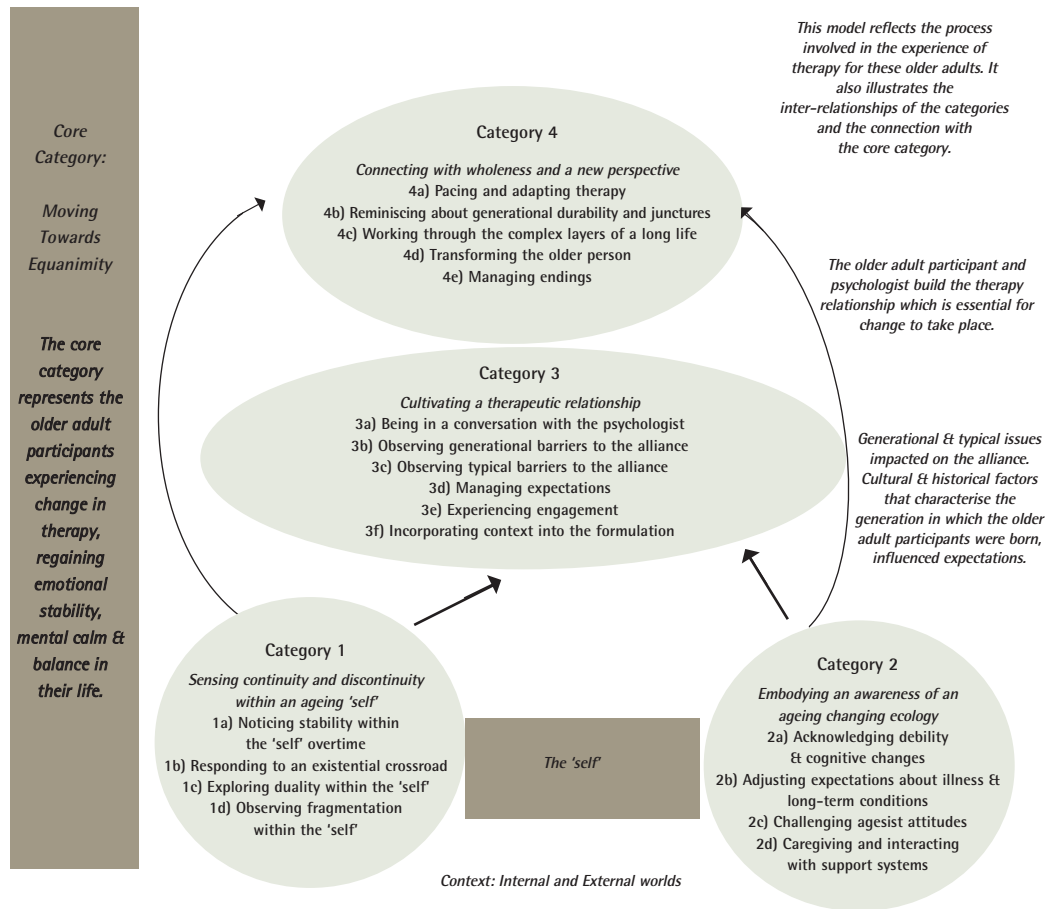 Core
Category:
Moving
Towards
Equanimity
The core
category
represents the
older adult
participants
experiencing
change in
therapy,
regaining
emotional
stability,
mental calm &
balance in
their life.
This model reflects the process
involved in the experience of
therapy for these older adults. It
also illustrates the
inter-relationships of the categories
and the connection with
the core category.
Category 4
Connecting with wholeness and a new perspective
4a) Pacing and adapting therapy
4b) Reminiscing about generational durability and junctures
4c) Working through the complex layers of a long life
4d) Transforming the older person
4e) Managing endings
The older adult participant and
psychologist build the therapy
relationship which is essential for
change to take place.
Category 3
Cultivating a therapeutic relationship
3a) Being in a conversation with the psychologist
3b) Observing generational barriers to the alliance
3c) Observing typical barriers to the alliance
3d) Managing expectations
3e) Experiencing engagement
3f) Incorporating context into the formulation
Generational & typical issues
impacted on the alliance.
Cultural & historical factors
that characterise the
generation in which the older
adult participants were born,
influenced expectations.
Category 1
Sensing continuity and discontinuity
within an ageing 'self'
1a) Noticing stability within
the 'self' overtime
1b) Responding to an existential crossroad
1c) Exploring duality within the 'self'
1d) Observing fragmentation
within the 'self'
The 'self'
Category 2
Embodying an awareness of an
ageing changing ecology
2a) Acknowledging debility
& cognitive changes
2b) Adjusting expectations about illness &
long-term conditions
2c) Challenging agesist attitudes
2d) Caregiving and interacting
with support systems
Context: Internal and External worlds